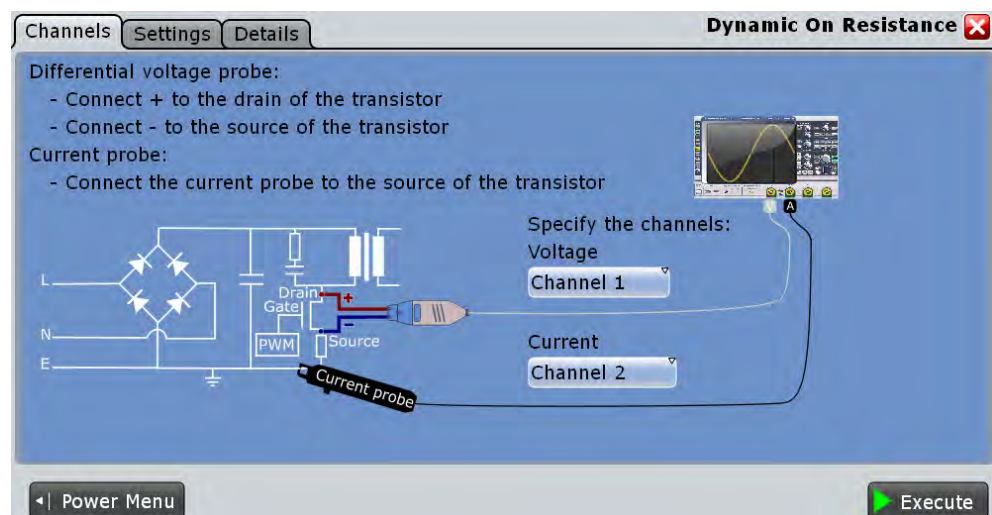 Channels Settings Details Dynamic On Resistance
Differential voltage probe:
- Connect + to the drain of the transistor
- Connect - to the source of the transistor
Current probe:
- Connect the current probe to the source of the transistor
Specify the channels:
Voltage
Channel 1
Current
Channel 2
L
N
E
Drain
Gate
PWM
Source
+
-
Current probe
A
Power Menu
Execute